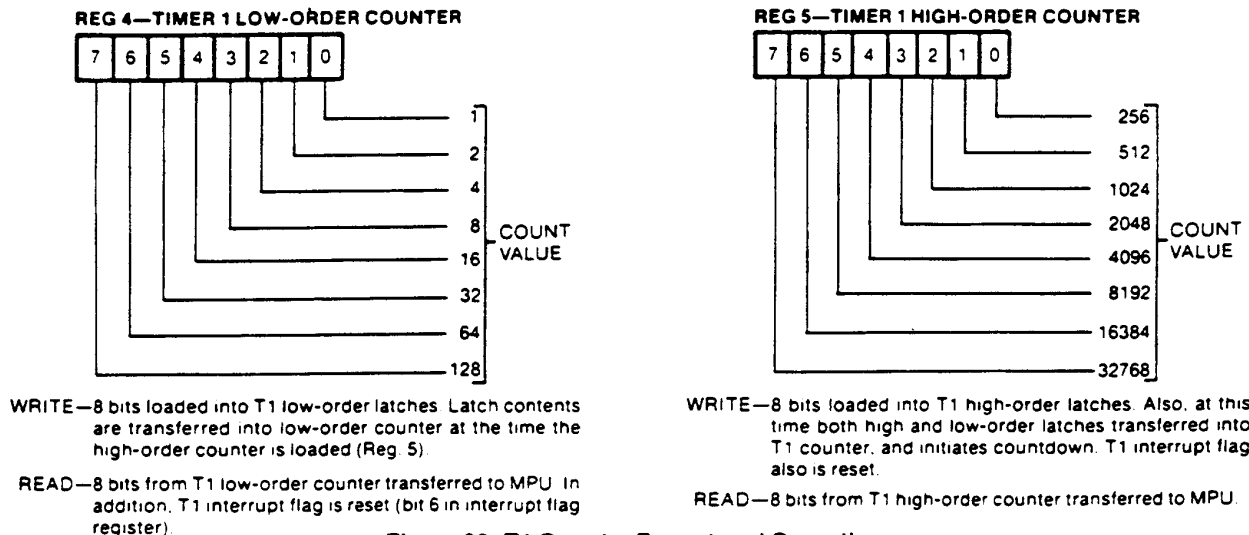 REG 4—TIMER 1 LOW-ORDER COUNTER
7 6 5 4 3 2 1 0
1
2
4
8
16
32
64
128
COUNT
VALUE
WRITE—8 bits loaded into T1 low-order latches. Latch contents
are transferred into low-order counter at the time the
high-order counter is loaded (Reg. 5).
READ—8 bits from T1 low-order counter transferred to MPU. In
addition, T1 interrupt flag is reset (bit 6 in interrupt flag
register).
REG 5—TIMER 1 HIGH-ORDER COUNTER
7 6 5 4 3 2 1 0
256
512
1024
2048
4096
8192
16384
32768
COUNT
VALUE
WRITE—8 bits loaded into T1 high-order latches. Also, at this
time both high and low-order latches transferred into
T1 counter, and initiates countdown. T1 interrupt flag
also is reset.
READ—8 bits from T1 high-order counter transferred to MPU.